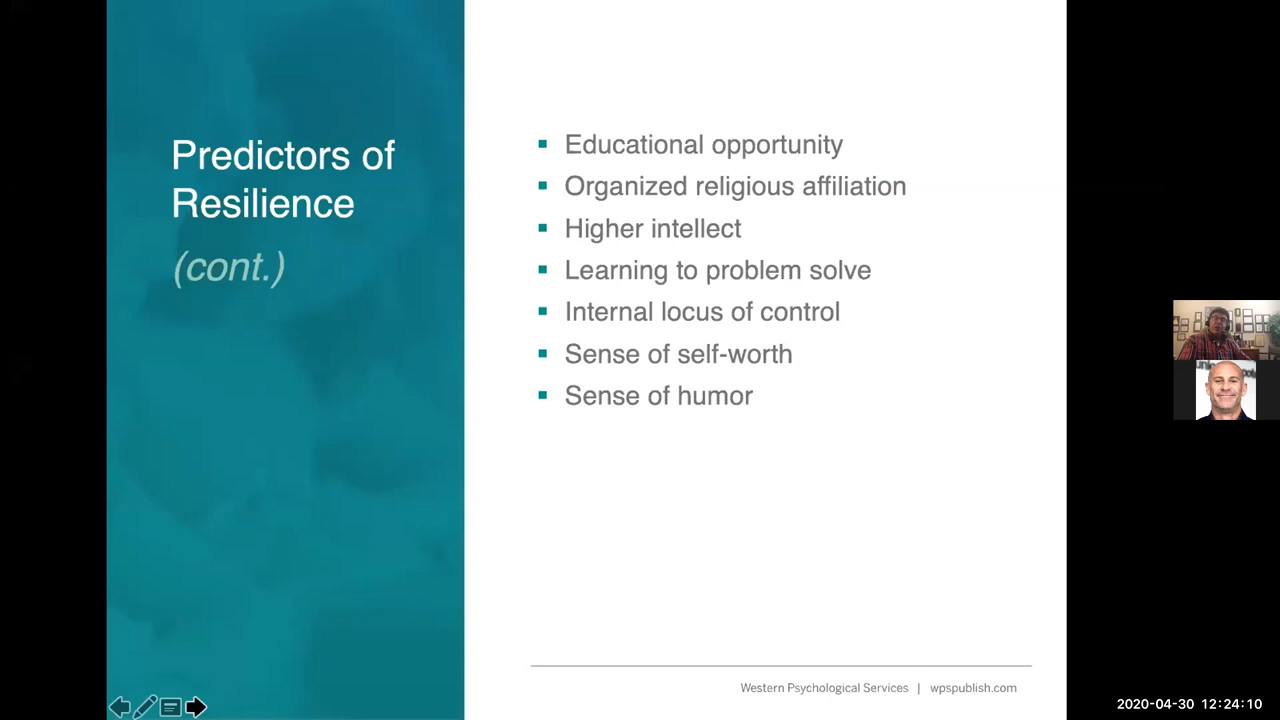 Predictors of
Resilience
(cont.)
Educational opportunity
Organized religious affiliation
Higher intellect
Learning to problem solve
Internal locus of control
Sense of self-worth
Sense of humor
Western Psychological Services | wpspublish.com
2020-04-30 12:24:10